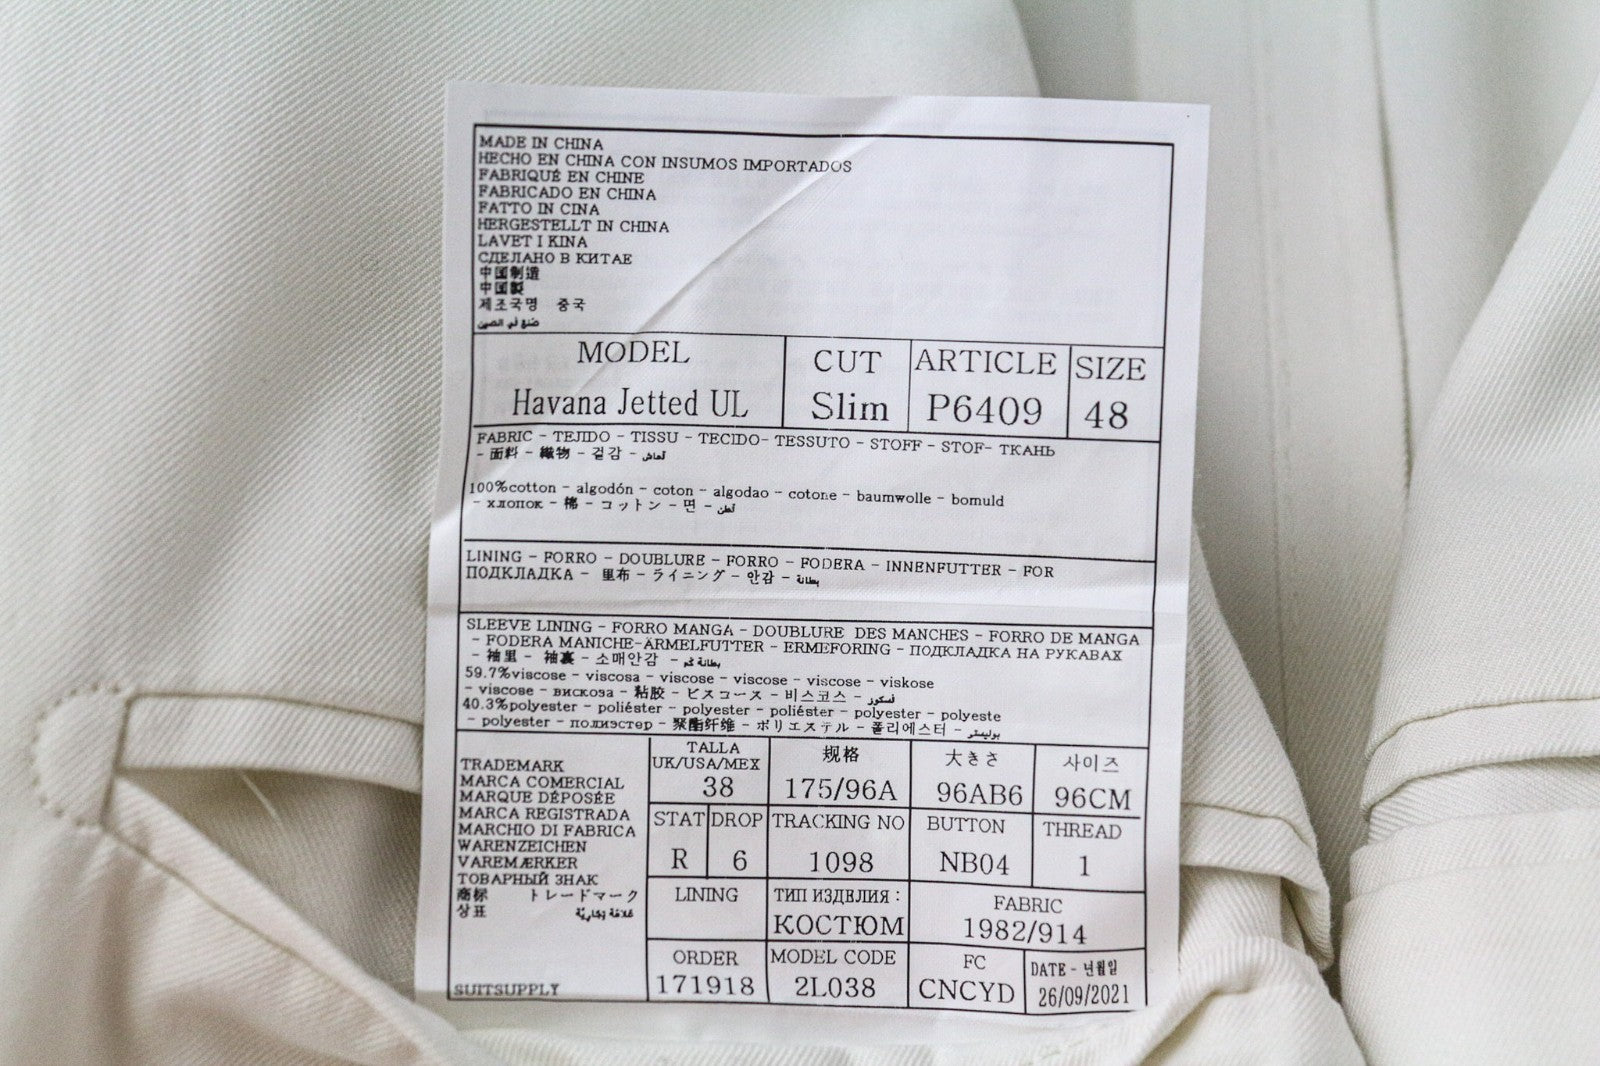 MADE IN CHINA
HECHO EN CHINA CON INSUMOS IMPORTADOS
FABRIQUÉ EN CHINE
FABRICADO EN CHINA
FATTO IN CINA
HERGESTELLT IN CHINA
LAVET I KINA
СДЕЛАНО В КИТАЕ
中国制造
中国製
제조국명 중국
صُنع في الصين
MODEL
Havana Jetted UL
CUT
Slim
ARTICLE
P6409
SIZE
48
FABRIC - TEJIDO - TISSU - TECIDO- TESSUTO - STOFF - STOF- ТКАНЬ
- 面料 - 織物 - 겉감 - قماش
100%cotton - algodón - coton - algodao - cotone - baumwolle - bomuld
- хлопок - 棉 - コットン - 면 - قطن
LINING - FORRO - DOUBLURE - FORRO - FODERA - INNENFUTTER - FOR
ПОДКЛАДКА - 里布 - ライニング - 안감 - بطانة
SLEEVE LINING - FORRO MANGA - DOUBLURE DES MANCHES - FORRO DE MANGA
- FODERA MANICHE-ÄRMELFUTTER - ERMEFORING - ПОДКЛАДКА НА РУКАВАХ
- 袖里 - 袖裏 - 소매안감 - بطانة كم
59.7%viscose - viscosa - viscose - viscose - viscose - viskose
- viscose - вискоза - 粘胶 - ビスコース - 비스코스 - فسكوز
40.3%polyester - poliéster - polyester - poliéster - polyester - polyeste
- polyester - полиэстер - 聚酯纤维 - ポリエステル - 폴리에스터 - بوليستر
TRADEMARK
MARCA COMERCIAL
MARQUE DÉPOSÉE
MARCA REGISTRADA
MARCHIO DI FABRICA
WARENZEICHEN
VAREMÆRKER
ТОВАРНЫЙ ЗНАК
商标 トレードマーク
상표 علامة تجارية
SUITSUPPLY
TALLA
UK/USA/MEX
38
规格
175/96A
大きさ
96AB6
사이즈
96CM
STAT
R
DROP
6
TRACKING NO
1098
BUTTON
NB04
THREAD
1
LINING
ТИП ИЗДЕЛИЯ :
КОСТЮМ
FABRIC
1982/914
ORDER
171918
MODEL CODE
2L038
FC
CNCYD
DATE - 년월일
26/09/2021